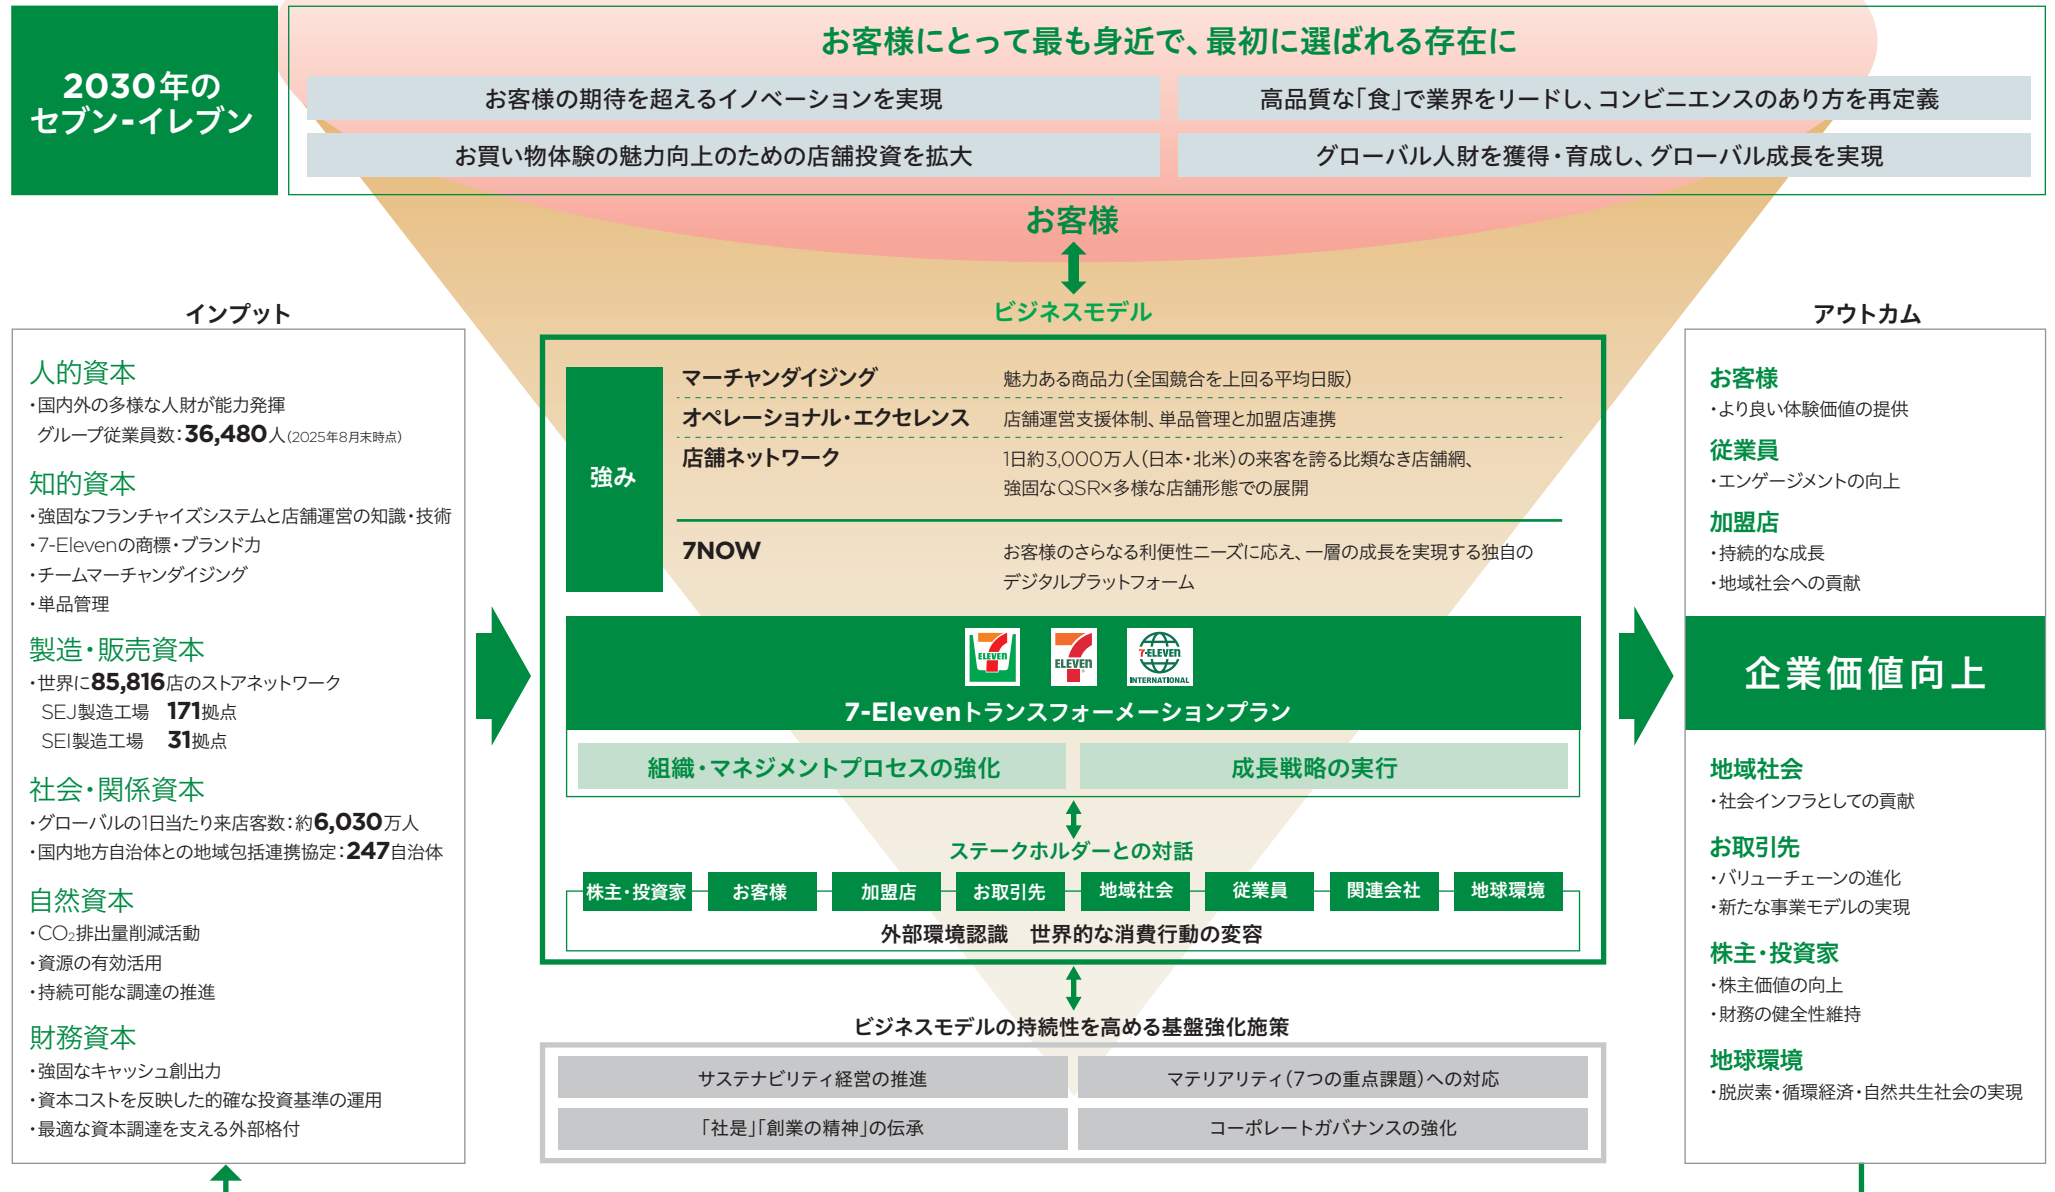 2030年の
セブン-イレブン
お客様にとって最も身近で、最初に選ばれる存在に
お客様の期待を超えるイノベーションを実現
高品質な「食」で業界をリードし、コンビニエンスのあり方を再定義
お買い物体験の魅力向上のための店舗投資を拡大
グローバル人財を獲得・育成し、グローバル成長を実現
お客様
ビジネスモデル
インプット
人的資本
・国内外の多様な人財が能力発揮
グループ従業員数：36,480人（2025年8月末時点）
知的資本
・強固なフランチャイズシステムと店舗運営の知識・技術
・7-Elevenの商標・ブランド力
・チームマーチャンダイジング
・単品管理
製造・販売資本
・世界に85,816店のストアネットワーク
SEJ製造工場 171拠点
SEI製造工場 31拠点
社会・関係資本
・グローバルの1日当たり来店客数：約6,030万人
・国内地方自治体との地域包括連携協定：247自治体
自然資本
・CO₂排出量削減活動
・資源の有効活用
・持続可能な調達の推進
財務資本
・強固なキャッシュ創出力
・資本コストを反映した的確な投資基準の運用
・最適な資本調達を支える外部格付
強み
マーチャンダイジング 魅力ある商品力（全国競合を上回る平均日販）
オペレーショナル・エクセレンス 店舗運営支援体制、単品管理と加盟店連携
店舗ネットワーク 1日約3,000万人（日本・北米）の来客を誇る比類なき店舗網、
強固なQSR×多様な店舗形態での展開
7NOW お客様のさらなる利便性ニーズに応え、一層の成長を実現する独自の
デジタルプラットフォーム
7 ELEVEn
7 ELEVEn
7-ELEVEn INTERNATIONAL
7-Elevenトランスフォーメーションプラン
組織・マネジメントプロセスの強化
成長戦略の実行
ステークホルダーとの対話
株主・投資家 お客様 加盟店 お取引先 地域社会 従業員 関連会社 地球環境
外部環境認識 世界的な消費行動の変容
ビジネスモデルの持続性を高める基盤強化施策
サステナビリティ経営の推進
マテリアリティ（7つの重点課題）への対応
「社是」「創業の精神」の伝承
コーポレートガバナンスの強化
アウトカム
お客様
・より良い体験価値の提供
従業員
・エンゲージメントの向上
加盟店
・持続的な成長
・地域社会への貢献
企業価値向上
地域社会
・社会インフラとしての貢献
お取引先
・バリューチェーンの進化
・新たな事業モデルの実現
株主・投資家
・株主価値の向上
・財務の健全性維持
地球環境
・脱炭素・循環経済・自然共生社会の実現